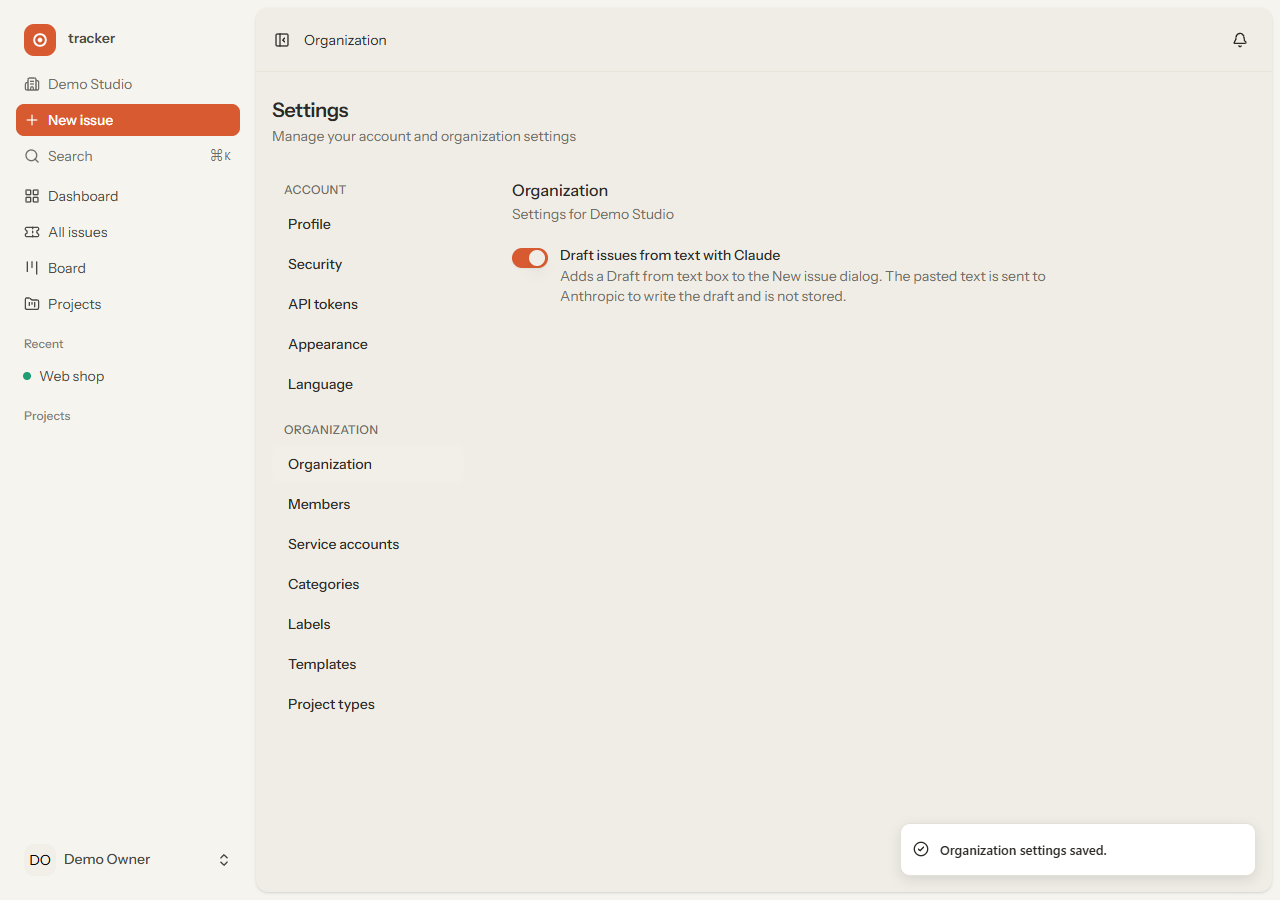 tracker
Demo Studio
New issue
Search ⌘K
Dashboard
All issues
Board
Projects
Recent
Web shop
Projects
DO Demo Owner
Organization
Settings
Manage your account and organization settings
ACCOUNT
Profile
Security
API tokens
Appearance
Language
ORGANIZATION
Organization
Members
Service accounts
Categories
Labels
Templates
Project types
Organization
Settings for Demo Studio
Draft issues from text with Claude
Adds a Draft from text box to the New issue dialog. The pasted text is sent to
Anthropic to write the draft and is not stored.
Organization settings saved.